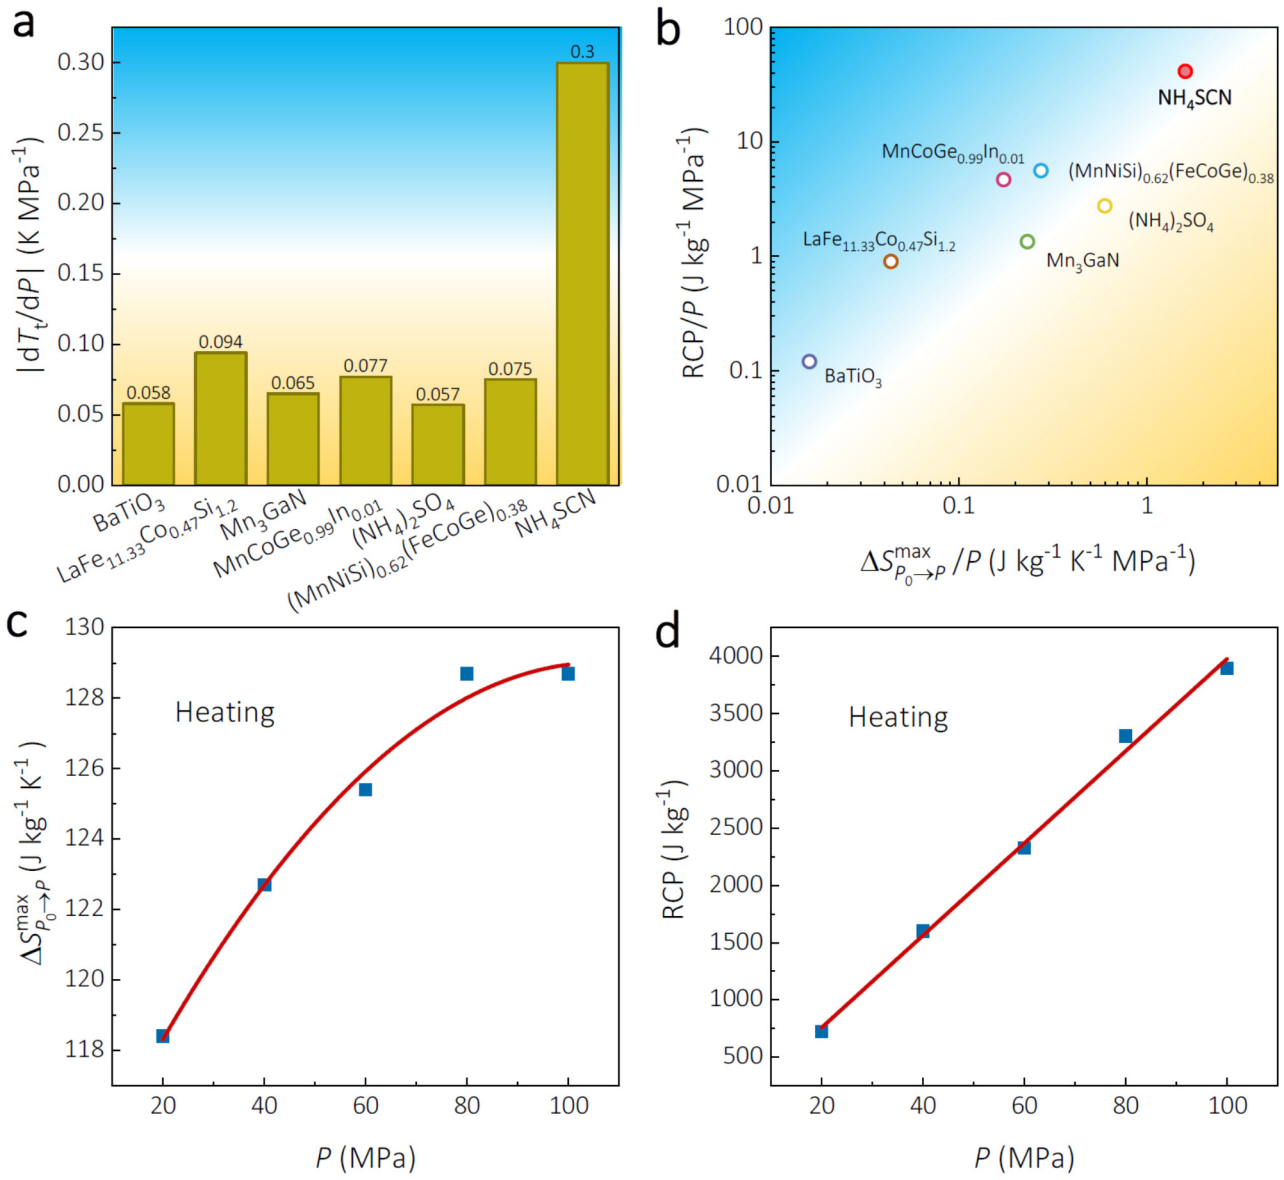 a
|dTₜ/dP| (K MPa⁻¹)
0.30
0.25
0.20
0.15
0.10
0.05
0.00
0.058
0.094
0.065
0.077
0.057
0.075
0.3
BaTiO₃
LaFe₁₁.₃₃Co₀.₄₇Si₁.₂
Mn₃GaN
MnCoGe₀.₉₉In₀.₀₁
(NH₄)₂SO₄
(MnNiSi)₀.₆₂(FeCoGe)₀.₃₈
NH₄SCN
b
RCP/P (J kg⁻¹ MPa⁻¹)
100
10
1
0.1
0.01
NH₄SCN
MnCoGe₀.₉₉In₀.₀₁
(MnNiSi)₀.₆₂(FeCoGe)₀.₃₈
(NH₄)₂SO₄
LaFe₁₁.₃₃Co₀.₄₇Si₁.₂
Mn₃GaN
BaTiO₃
0.01 0.1 1
ΔS^max_P₀→P /P (J kg⁻¹ K⁻¹ MPa⁻¹)
c
ΔS^max_P₀→P (J kg⁻¹ K⁻¹ )
130
128
126
124
122
120
118
Heating
20 40 60 80 100
P (MPa)
d
RCP (J kg⁻¹)
4000
3500
3000
2500
2000
1500
1000
500
Heating
20 40 60 80 100
P (MPa)